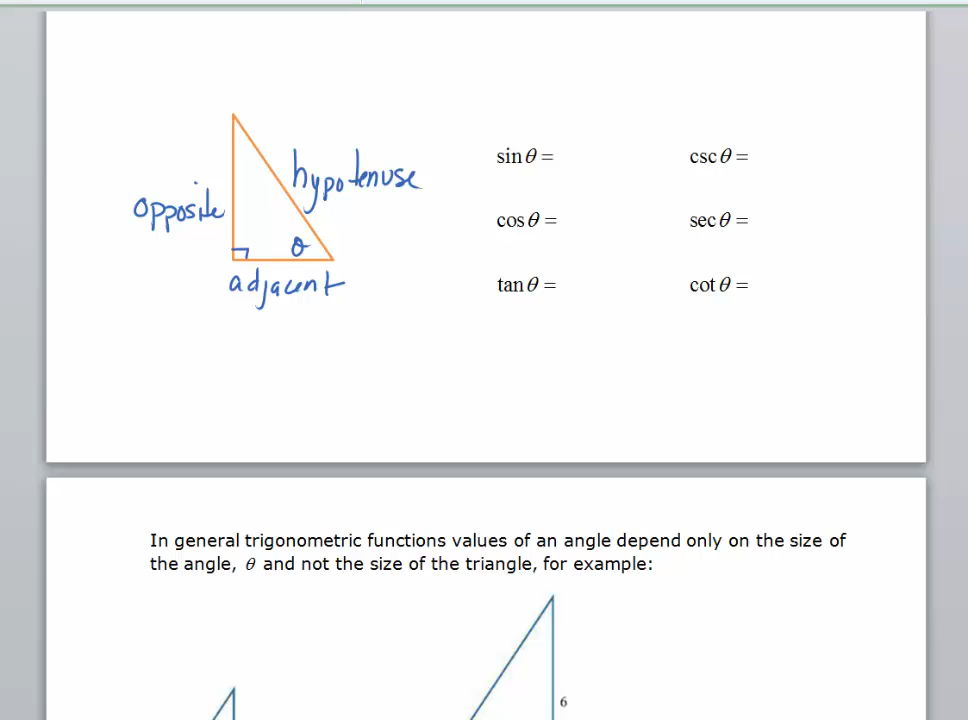 hypotenuse
opposite
θ
adjacent
sin θ =
csc θ =
cos θ =
sec θ =
tan θ =
cot θ =
In general trigonometric functions values of an angle depend only on the size of
the angle, θ and not the size of the triangle, for example:
6